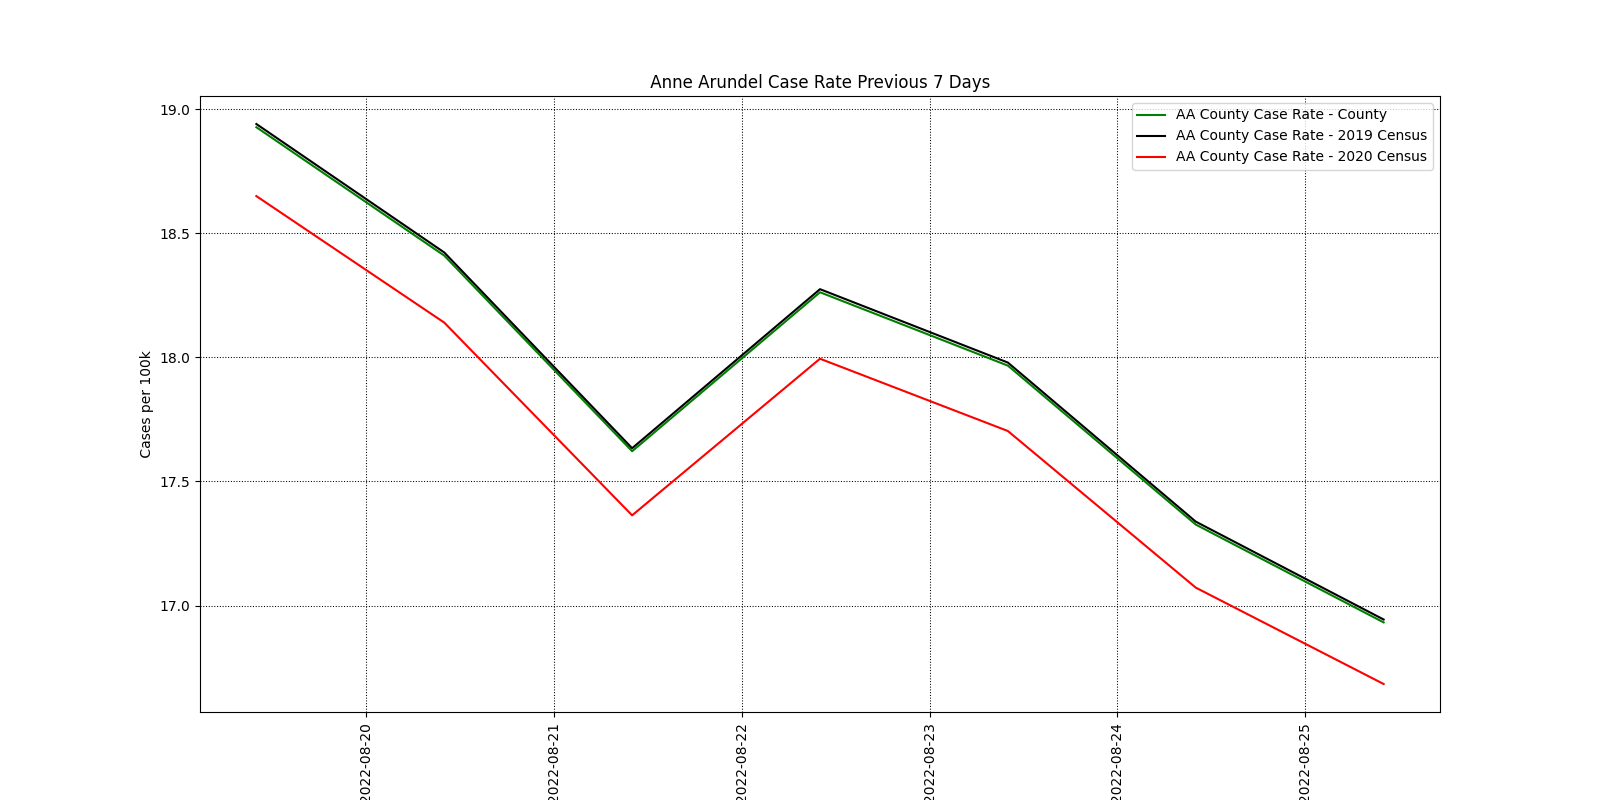 Anne Arundel Case Rate Previous 7 Days
AA County Case Rate - County
AA County Case Rate - 2019 Census
AA County Case Rate - 2020 Census
Cases per 100k
19.0
18.5
18.0
17.5
17.0
2022-08-20
2022-08-21
2022-08-22
2022-08-23
2022-08-24
2022-08-25